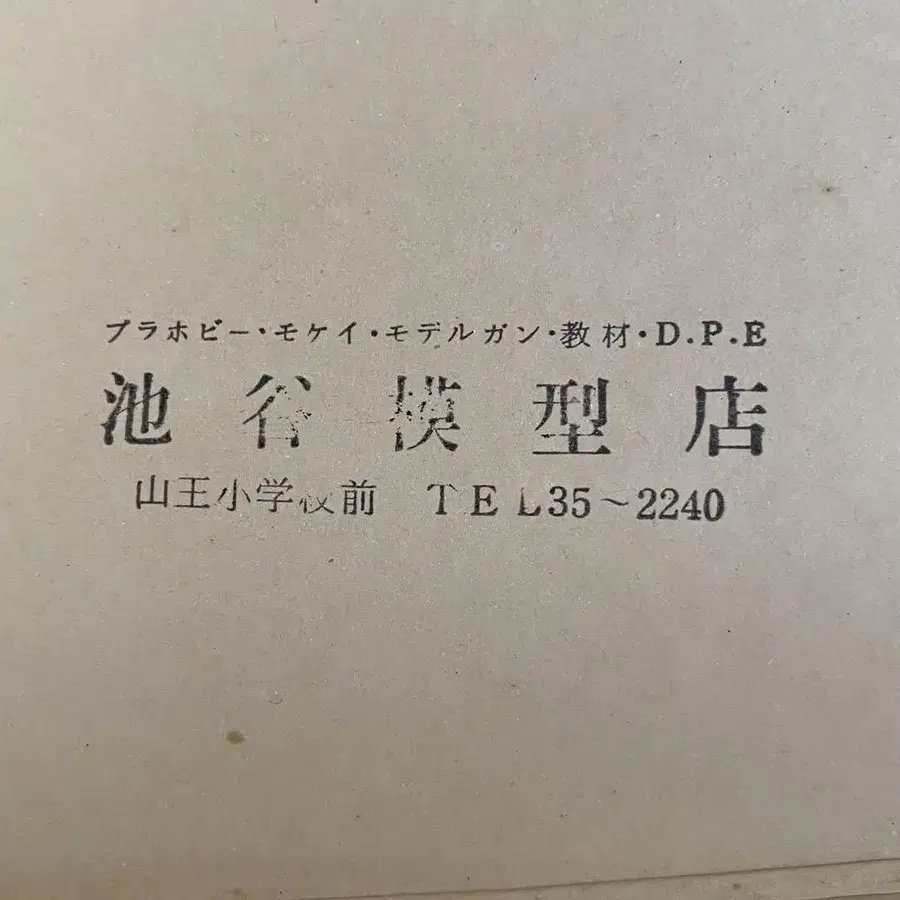 プラホビー・モケイ・モデルガン・教材・D.P.E
池谷模型店
山王小学校前 TEL35～2240